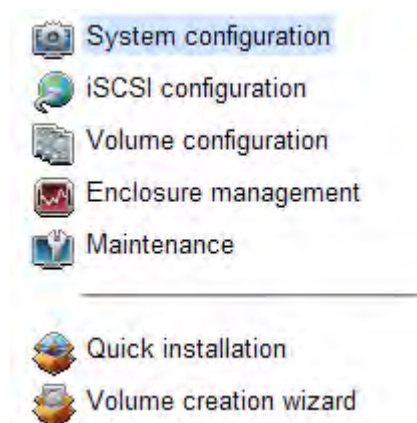 System configuration
iSCSI configuration
Volume configuration
Enclosure management
Maintenance
Quick installation
Volume creation wizard